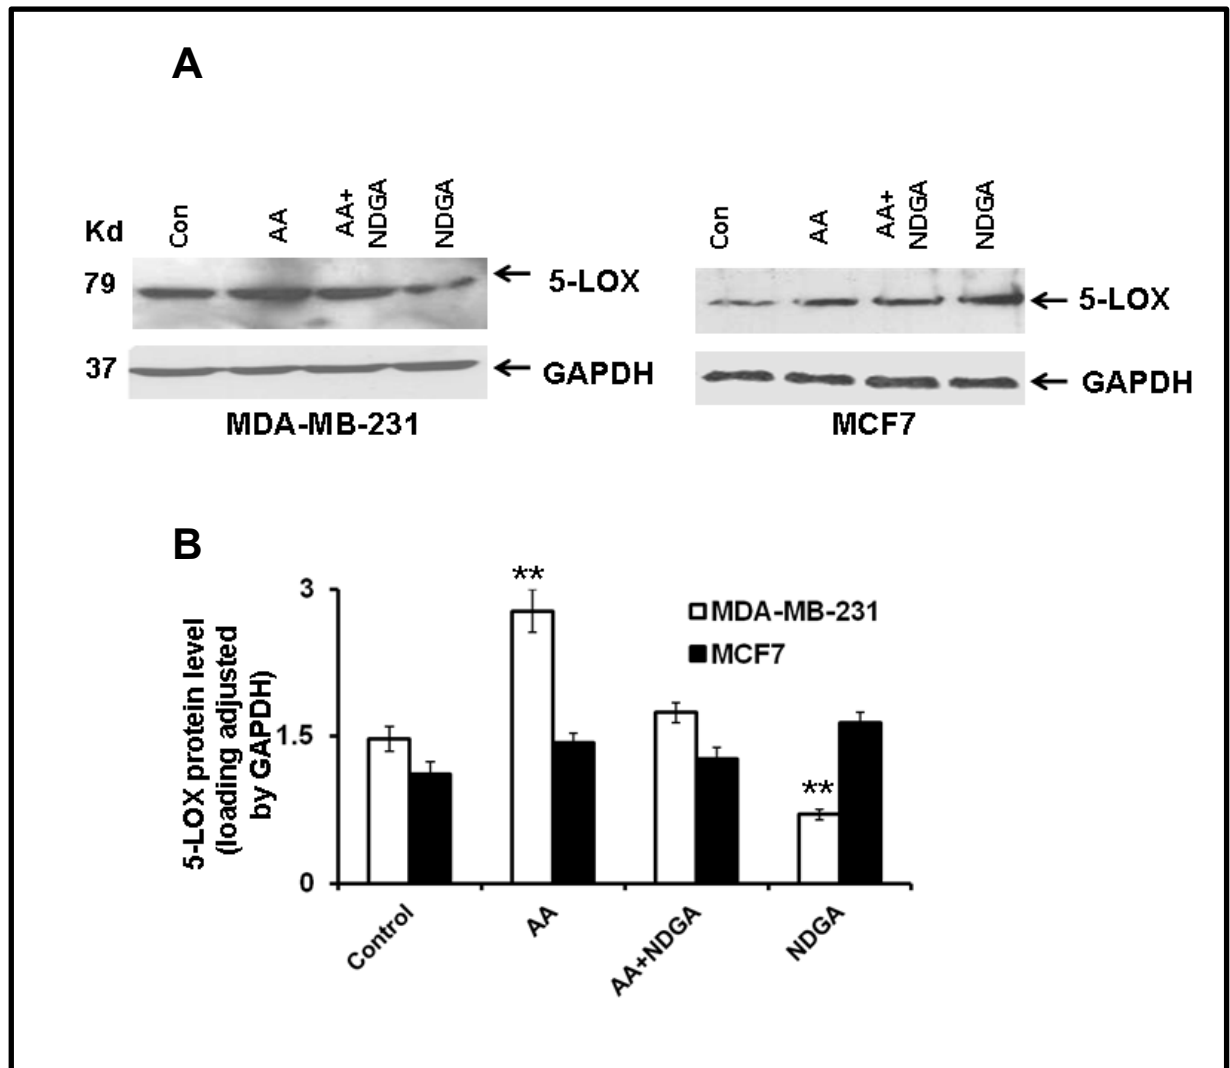 A
Kd
Con
AA
AA+
NDGA
NDGA
79
5-LOX
37
GAPDH
MDA-MB-231
Con
AA
AA+
NDGA
NDGA
5-LOX
GAPDH
MCF7
B
5-LOX protein level
(loading adjusted
by GAPDH)
3
1.5
0
**
**
MDA-MB-231
MCF7
Control
AA
AA+NDGA
NDGA